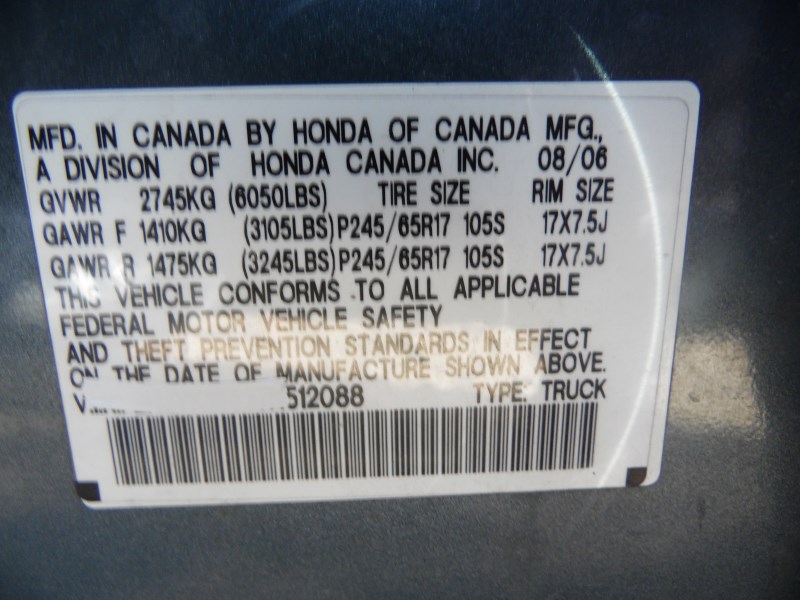 MFD. IN CANADA BY HONDA OF CANADA MFG.,
A DIVISION OF HONDA CANADA INC. 08/06
GVWR 2745KG (6050LBS) TIRE SIZE RIM SIZE
GAWR F 1410KG (3105LBS) P245/65R17 105S 17X7.5J
GAWR R 1475KG (3245LBS) P245/65R17 105S 17X7.5J
THIS VEHICLE CONFORMS TO ALL APPLICABLE
FEDERAL MOTOR VEHICLE SAFETY
AND THEFT PREVENTION STANDARDS IN EFFECT
ON THE DATE OF MANUFACTURE SHOWN ABOVE.
512088 TYPE: TRUCK